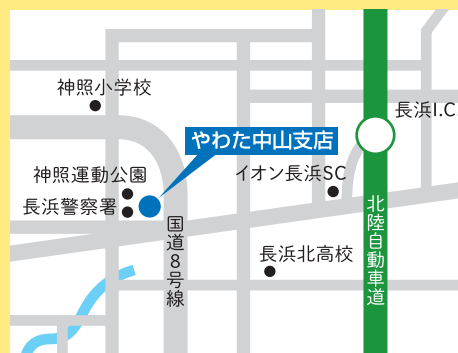 神照小学校
長浜I.C
やわた中山支店
神照運動公園
イオン長浜SC
長浜警察署
国道8号線
北陸自動車道
長浜北高校